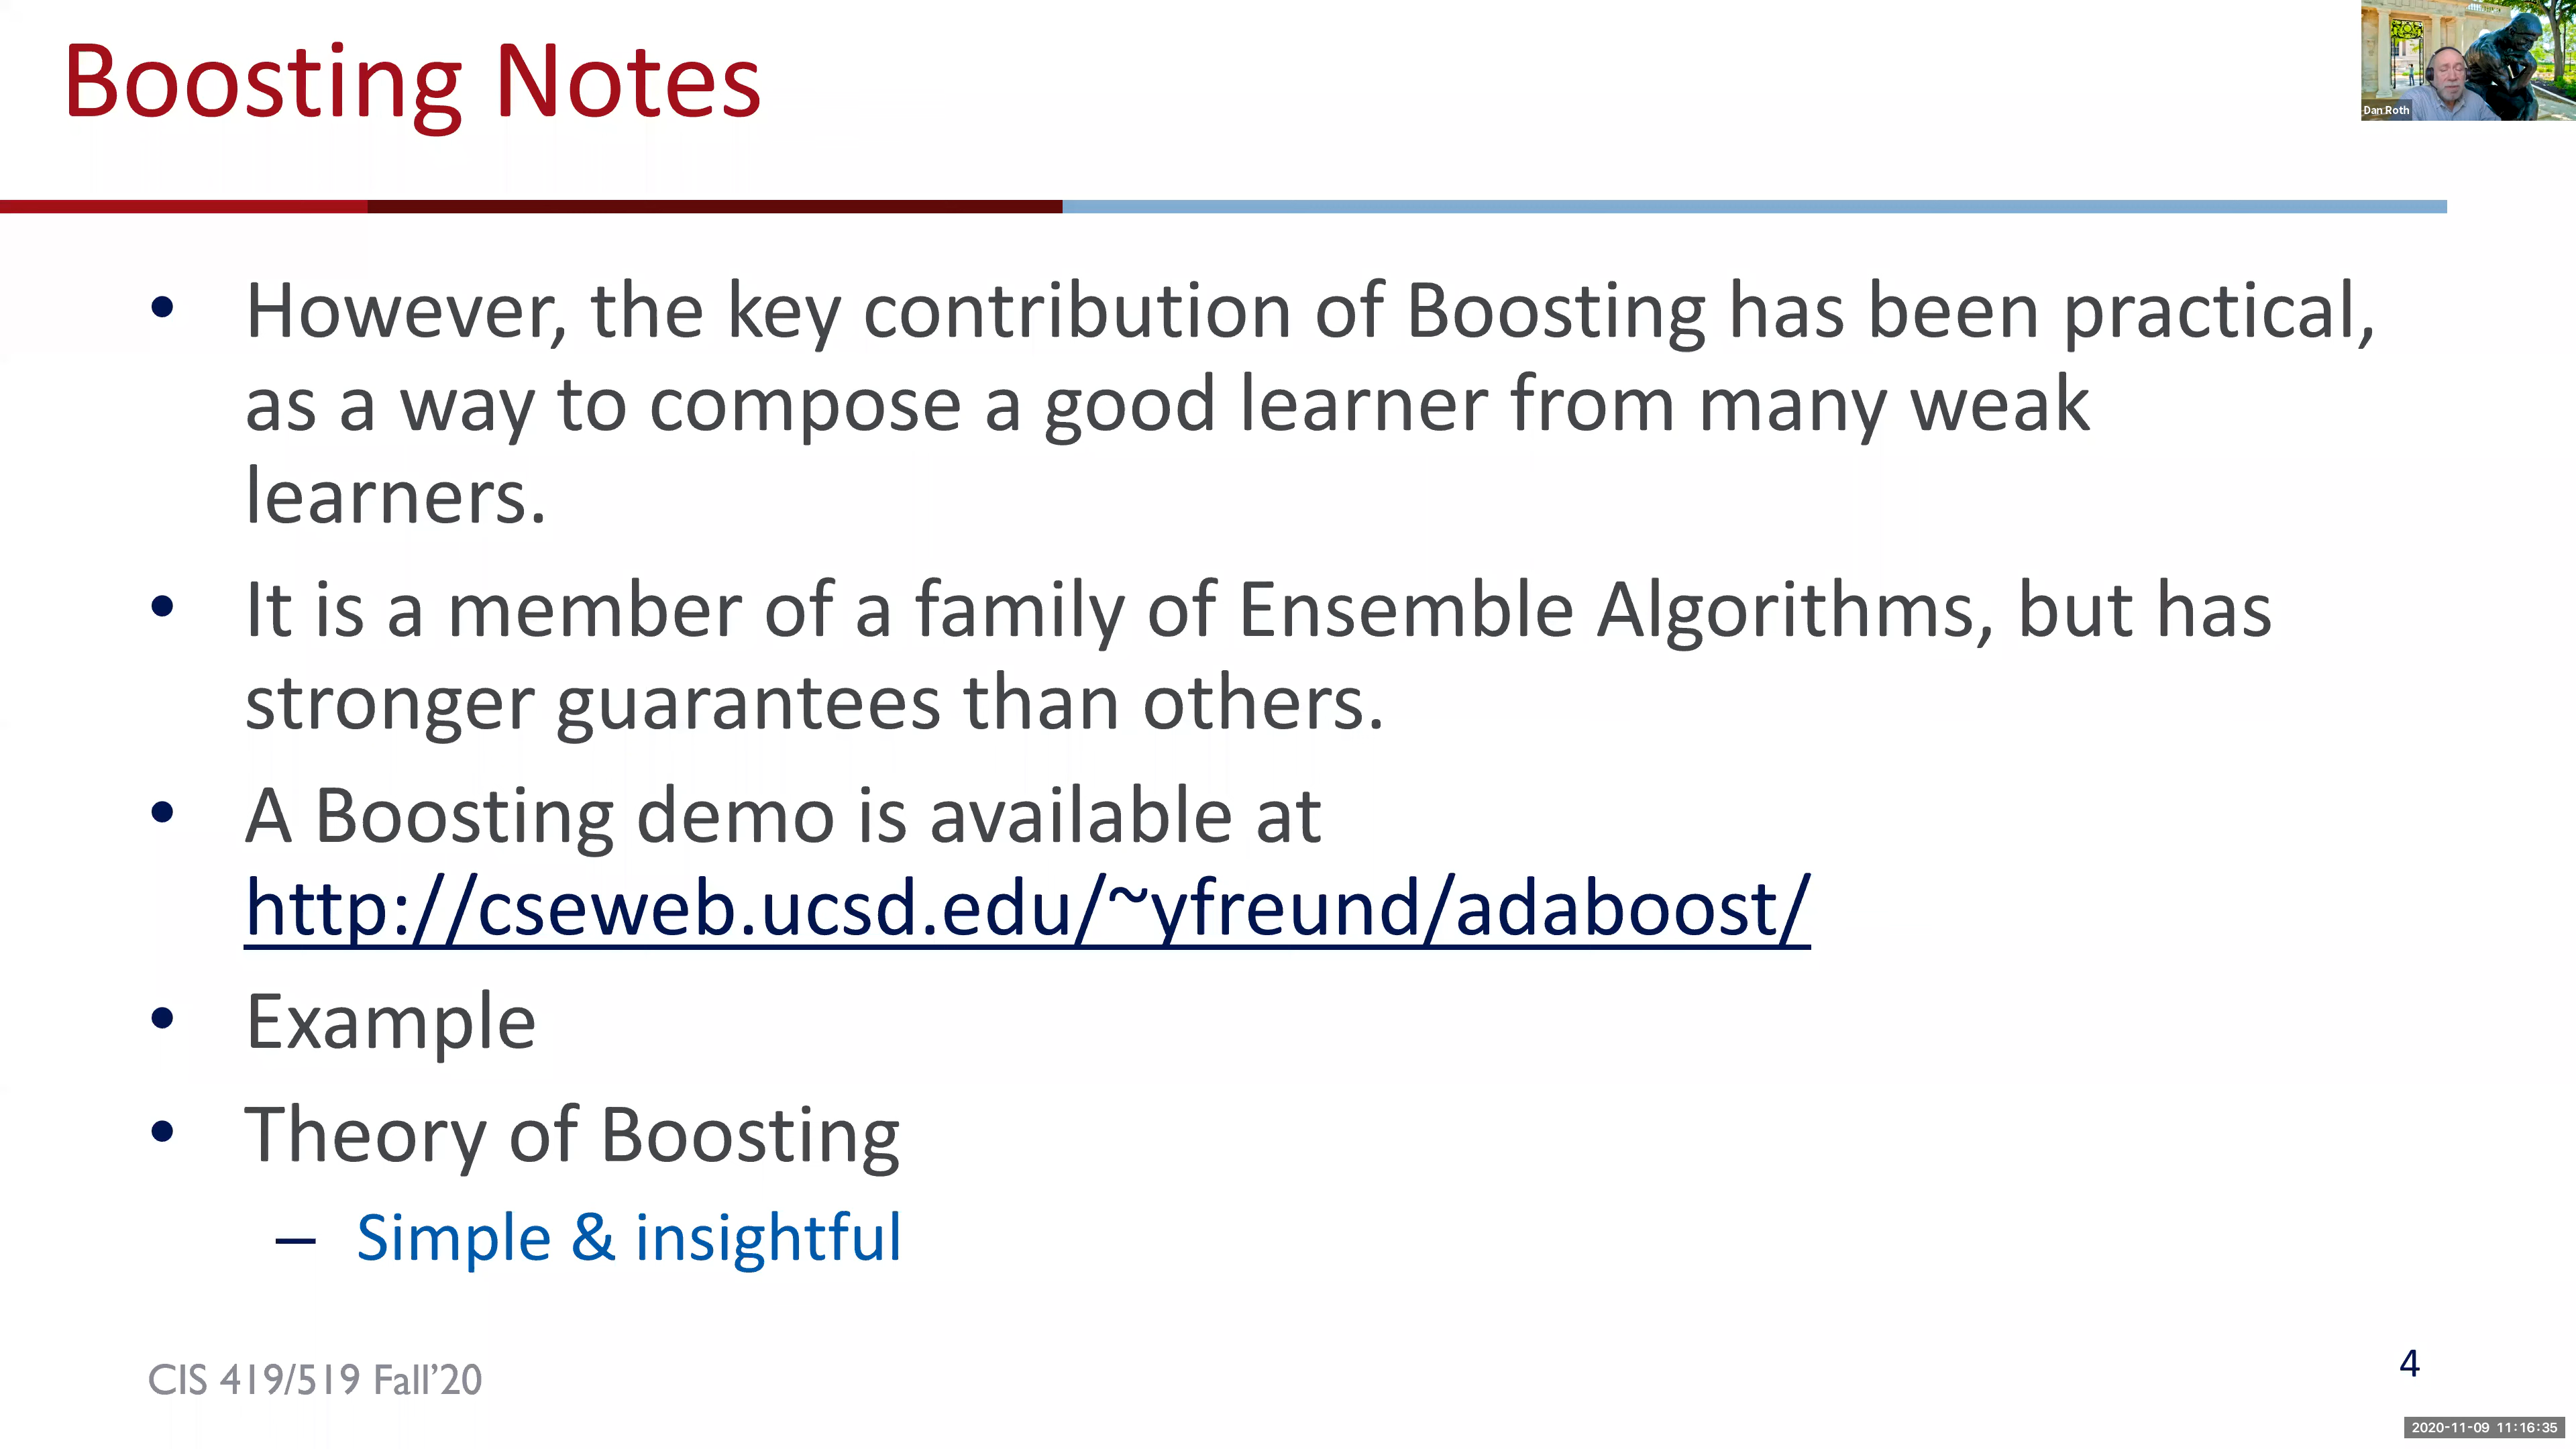 Boosting Notes
Dan Roth
• However, the key contribution of Boosting has been practical,
as a way to compose a good learner from many weak
learners.
• It is a member of a family of Ensemble Algorithms, but has
stronger guarantees than others.
• A Boosting demo is available at
http://cseweb.ucsd.edu/~yfreund/adaboost/
• Example
• Theory of Boosting
– Simple & insightful
CIS 419/519 Fall’20
4
2020-11-09 11:16:35